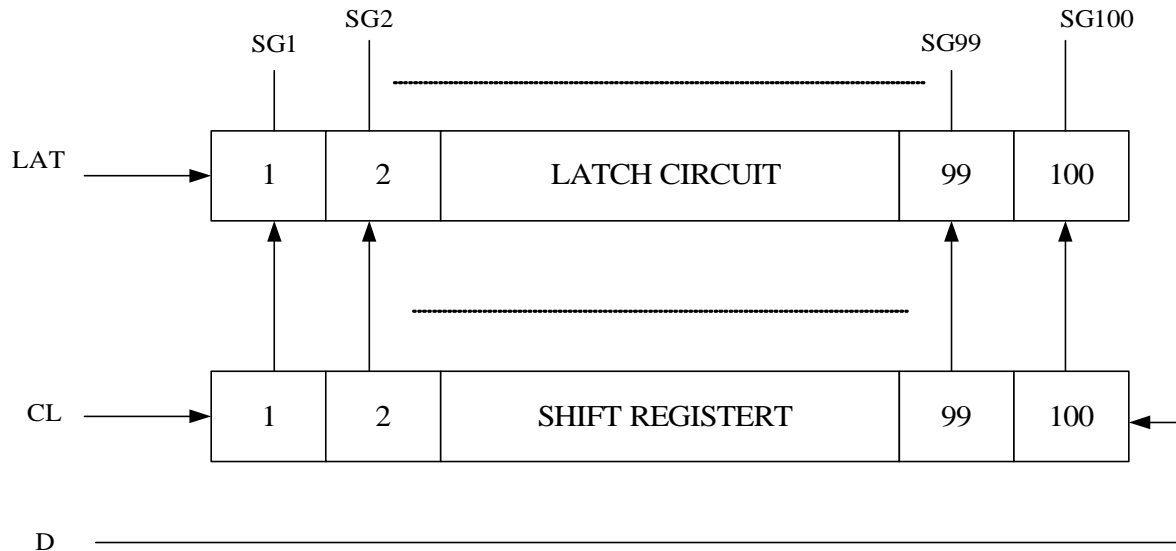 SG1
SG2
SG99
SG100
LAT
1
2
LATCH CIRCUIT
99
100
CL
1
2
SHIFT REGISTERT
99
100
D